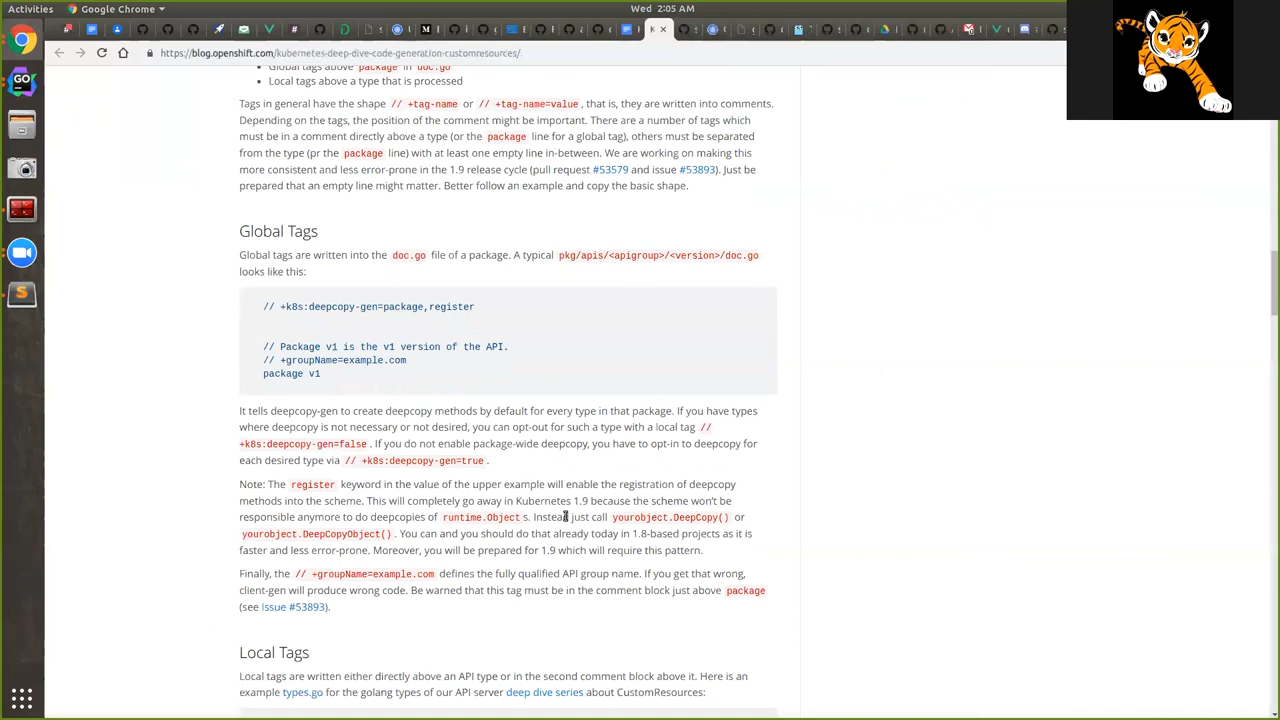 Activities
Google Chrome
Wed 2:05 AM
https://blog.openshift.com/kubernetes-deep-dive-code-generation-customresources/
Global tags above package in doc.go
Local tags above a type that is processed
Tags in general have the shape // +tag-name or // +tag-name=value, that is, they are written into comments.
Depending on the tags, the position of the comment might be important. There are a number of tags which
must be in a comment directly above a type (or the package line for a global tag), others must be separated
from the type (pr the package line) with at least one empty line in-between. We are working on making this
more consistent and less error-prone in the 1.9 release cycle (pull request #53579 and issue #53893). Just be
prepared that an empty line might matter. Better follow an example and copy the basic shape.
Global Tags
Global tags are written into the doc.go file of a package. A typical pkg/apis/<apigroup>/<version>/doc.go
looks like this:
// +k8s:deepcopy-gen=package,register
// Package v1 is the v1 version of the API.
// +groupName=example.com
package v1
It tells deepcopy-gen to create deepcopy methods by default for every type in that package. If you have types
where deepcopy is not necessary or not desired, you can opt-out for such a type with a local tag //
+k8s:deepcopy-gen=false. If you do not enable package-wide deepcopy, you have to opt-in to deepcopy for
each desired type via // +k8s:deepcopy-gen=true.
Note: The register keyword in the value of the upper example will enable the registration of deepcopy
methods into the scheme. This will completely go away in Kubernetes 1.9 because the scheme won't be
responsible anymore to do deepcopies of runtime.Object s. Instead just call yourobject.DeepCopy() or
yourobject.DeepCopyObject(). You can and you should do that already today in 1.8-based projects as it is
faster and less error-prone. Moreover, you will be prepared for 1.9 which will require this pattern.
Finally, the // +groupName=example.com defines the fully qualified API group name. If you get that wrong,
client-gen will produce wrong code. Be warned that this tag must be in the comment block just above package
(see Issue #53893).
Local Tags
Local tags are written either directly above an API type or in the second comment block above it. Here is an
example types.go for the golang types of our API server deep dive series about CustomResources: